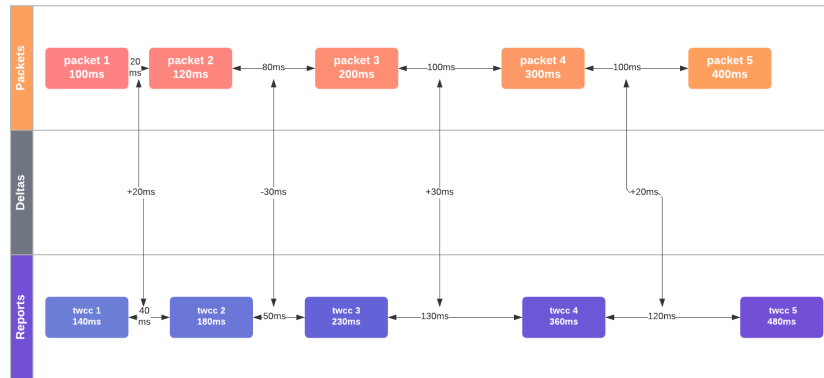 Packets
packet 1
100ms
20
ms
packet 2
120ms
80ms
packet 3
200ms
100ms
packet 4
300ms
100ms
packet 5
400ms
Deltas
+20ms
-30ms
+30ms
+20ms
Reports
twcc 1
140ms
40
ms
twcc 2
180ms
50ms
twcc 3
230ms
130ms
twcc 4
360ms
120ms
twcc 5
480ms